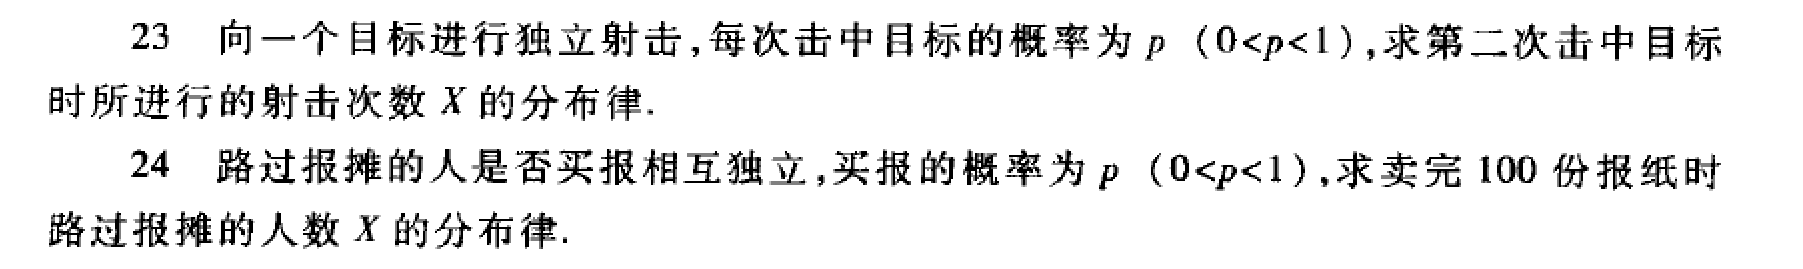 23 向一个目标进行独立射击,每次击中目标的概率为 p (0<p<1),求第二次击中目标
时所进行的射击次数 X 的分布律.
24 路过报摊的人是否买报相互独立,买报的概率为 p (0<p<1),求卖完 100 份报纸时
路过报摊的人数 X 的分布律.